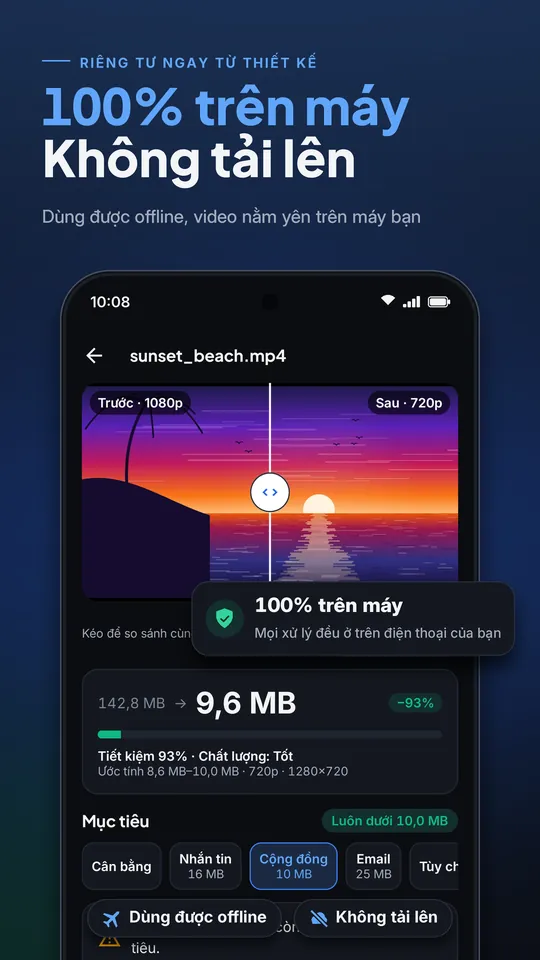 RIÊNG TƯ NGAY TỪ THIẾT KẾ
100% trên máy
Không tải lên
Dùng được offline, video nằm yên trên máy bạn
10:08
sunset_beach.mp4
Trước · 1080p
Sau · 720p
100% trên máy
Kéo để so sánh cùn
Mọi xử lý đều ở trên điện thoại của bạn
142,8 MB → 9,6 MB
−93%
Tiết kiệm 93% · Chất lượng: Tốt
Ước tính 8,6 MB–10,0 MB · 720p · 1280×720
Mục tiêu
Luôn dưới 10,0 MB
Cân bằng
Nhắn tin
16 MB
Cộng đồng
10 MB
Email
25 MB
Tùy ch
Dùng được offline
Không tải lên
tiêu.